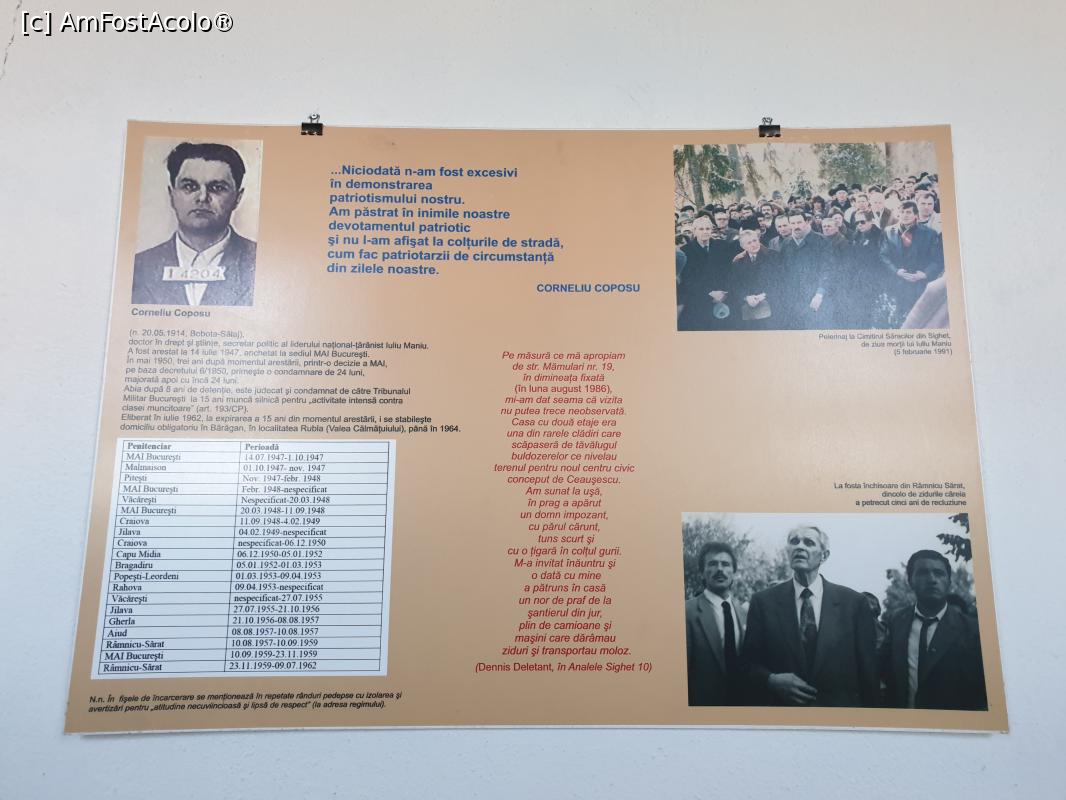 [c] AmFostAcolo®
...Niciodată n-am fost excesivi
în demonstrarea
patriotismului nostru.
Am păstrat în inimile noastre
devotamentul patriotic
şi nu l-am afişat la colţurile de stradă,
cum fac patriotarzii de circumstanţă
din zilele noastre.
CORNELIU COPOSU
14204
Corneliu Coposu
(n. 20.05.1914, Bobota-Sălaj),
doctor în drept şi ştiinţe, secretar politic al liderului naţional-ţărănist Iuliu Maniu.
A fost arestat la 14 iulie 1947, anchetat la sediul MAI Bucureşti.
În mai 1950, trei ani după momentul arestării, printr-o decizie a MAI,
pe baza decretului 6/1950, primeşte o condamnare de 24 luni,
majorată apoi cu încă 24 luni.
Abia după 8 ani de detenţie, este judecat şi condamnat de către Tribunalul
Militar Bucureşti la 15 ani muncă silnică pentru „activitate intensă contra
clasei muncitoare” (art. 193/CP).
Eliberat în iulie 1962, la expirarea a 15 ani din momentul arestării, i se stabileşte
domiciliu obligatoriu în Bărăgan, în localitatea Rubla (Valea Călmăţuiului), până în 1964.
Penitenciar Perioadă
MAI Bucureşti 14.07.1947-1.10.1947
Malmaison 01.10.1947- nov. 1947
Piteşti Nov. 1947-febr. 1948
MAI Bucureşti Febr. 1948-nespecificat
Văcăreşti Nespecificat-20.03.1948
MAI Bucureşti 20.03.1948-11.09.1948
Craiova 11.09.1948-4.02.1949
Jilava 04.02.1949-nespecificat
Craiova nespecificat-06.12.1950
Capu Midia 06.12.1950-05.01.1952
Bragadiru 05.01.1952-01.03.1953
Popeşti-Leordeni 01.03.1953-09.04.1953
Rahova 09.04.1953-nespecificat
Văcăreşti nespecificat-27.07.1955
Jilava 27.07.1955-21.10.1956
Gherla 21.10.1956-08.08.1957
Aiud 08.08.1957-10.08.1957
Râmnicu-Sărat 10.08.1957-10.09.1959
MAI Bucureşti 10.09.1959-23.11.1959
Râmnicu-Sărat 23.11.1959-09.07.1962
N.n. În fişele de încarcerare se menţionează în repetate rânduri pedepse cu izolarea şi
avertizări pentru „atitudine necuviincioasă şi lipsă de respect” (la adresa regimului).
Pe măsură ce mă apropiam
de str. Mămulari nr. 19,
în dimineaţa fixată
(în luna august 1986),
mi-am dat seama că vizita
nu putea trece neobservată.
Casa cu două etaje era
una din rarele clădiri care
scăpaseră de tăvălugul
buldozerelor ce nivelau
terenul pentru noul centru civic
conceput de Ceauşescu.
Am sunat la uşă,
în prag a apărut
un domn impozant,
cu părul cărunt,
tuns scurt şi
cu o ţigară în colţul gurii.
M-a invitat înăuntru şi
o dată cu mine
a pătruns în casă
un nor de praf de la
şantierul din jur,
plin de camioane şi
maşini care dărâmau
ziduri şi transportau moloz.
(Dennis Deletant, în Analele Sighet 10)
Pelerinaj la Cimitirul Săracilor din Sighet,
de ziua morţii lui Iuliu Maniu
(5 februarie 1991)
La fosta închisoare din Râmnicu Sărat,
dincolo de zidurile căreia
a petrecut cinci ani de recluziune